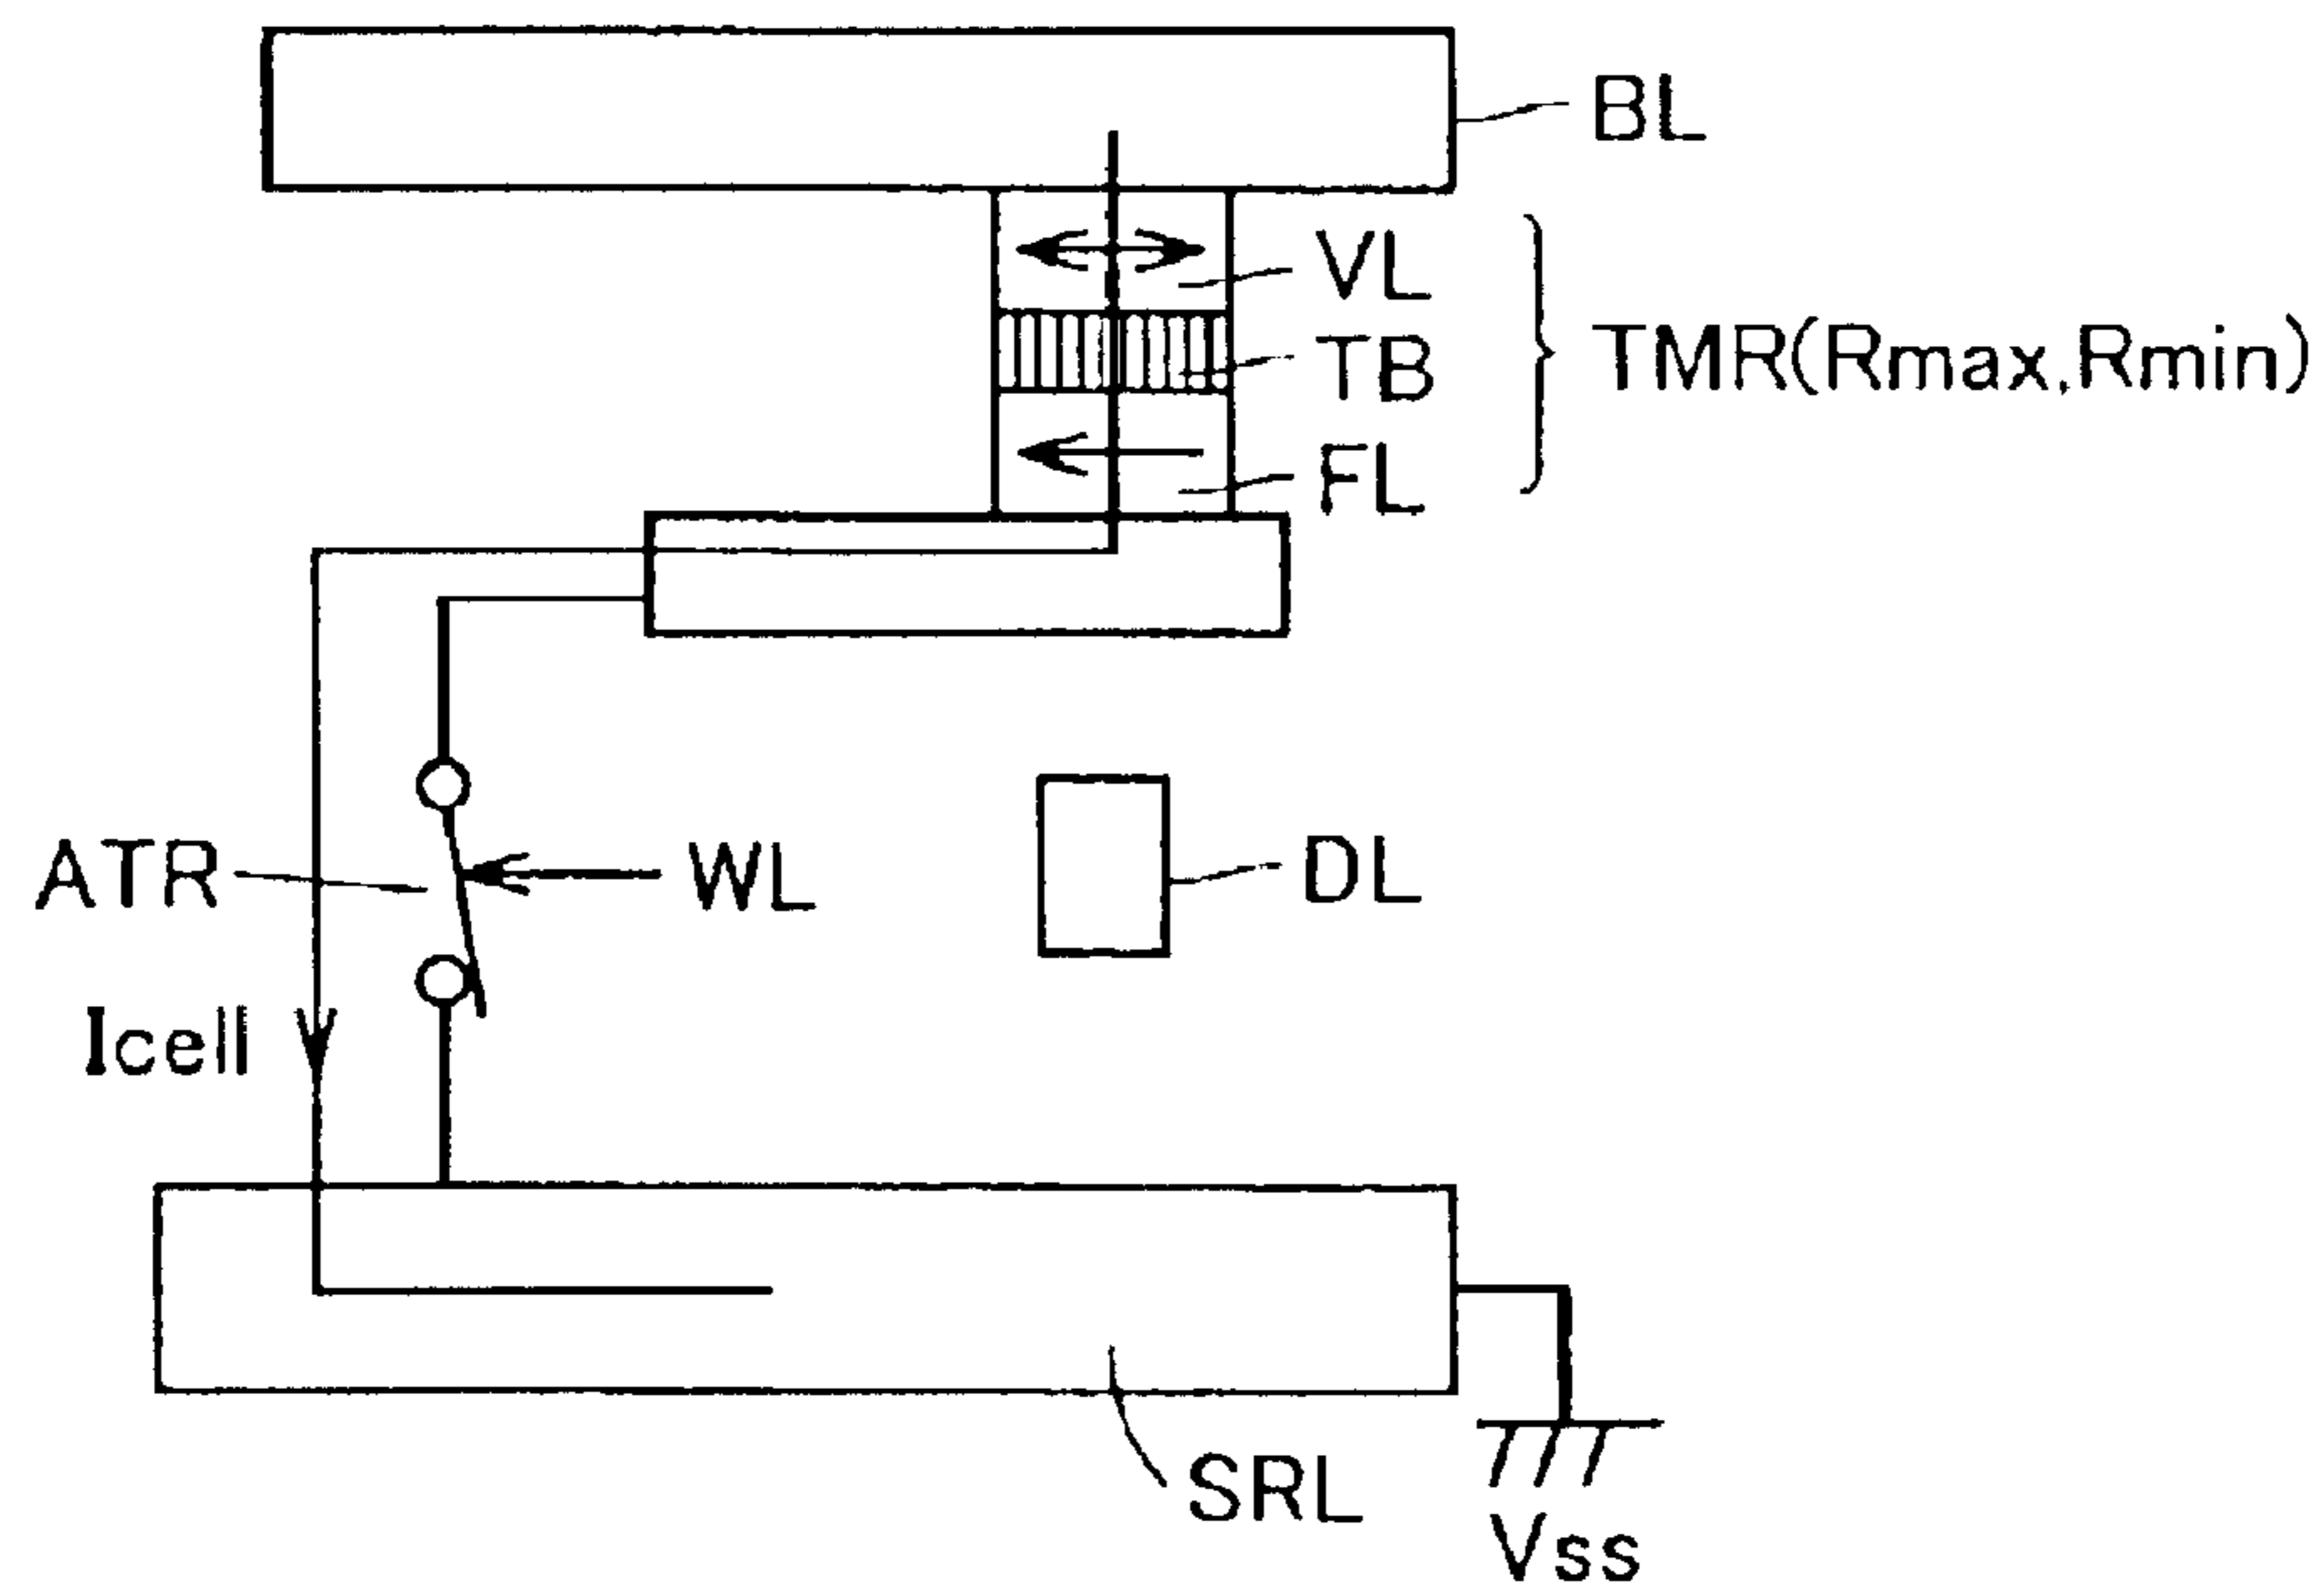 BL
VL
TB
TMR(Rmax,Rmin)
FL
ATR
WL
DL
Icell
SRL
Vss